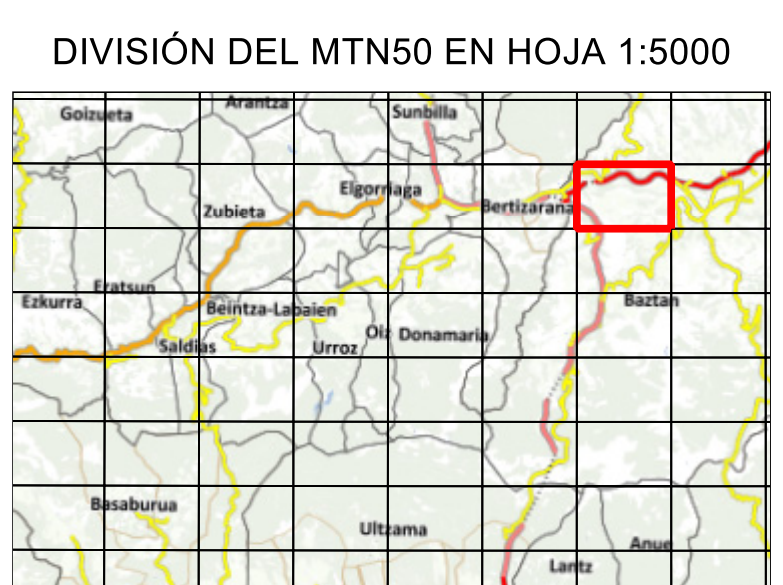 DIVISIÓN DEL MTN50 EN HOJA 1:5000
Arantza
Goizueta
Sunbilla
Elgorriaga
Zubieta
Bertizarana
Eratsun
Ezkurra
Baztan
Beintza-Labaien
Oiz
Donamaria
Saldias
Urroz
Basaburua
Ultzama
Anue
Lantz